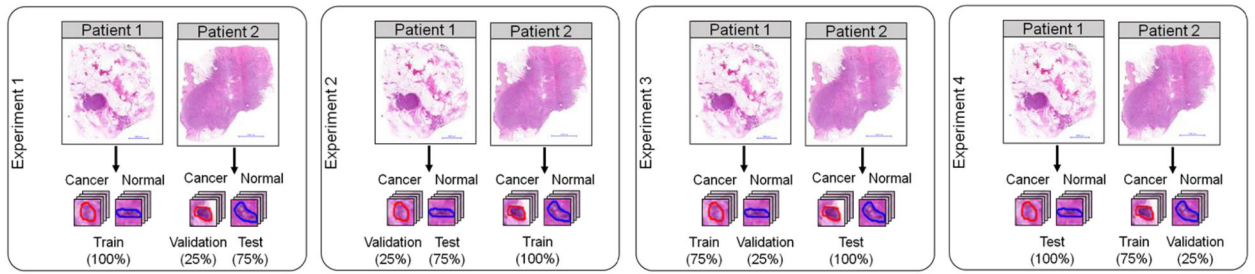 Experiment 1
Patient 1 Patient 2
Cancer Normal Cancer Normal
Train Validation Test
(100%) (25%) (75%)
Experiment 2
Patient 1 Patient 2
Cancer Normal Cancer Normal
Validation Test Train
(25%) (75%) (100%)
Experiment 3
Patient 1 Patient 2
Cancer Normal Cancer Normal
Train Validation Test
(75%) (25%) (100%)
Experiment 4
Patient 1 Patient 2
Cancer Normal Cancer Normal
Test Train Validation
(100%) (75%) (25%)